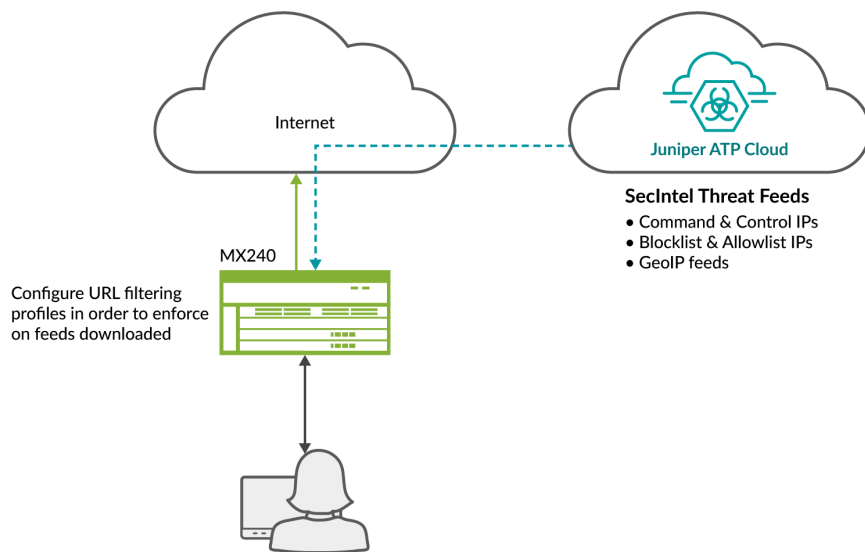 Internet
Juniper ATP Cloud
SecIntel Threat Feeds
• Command & Control IPs
• Blocklist & Allowlist IPs
• GeoIP feeds
MX240
Configure URL filtering
profiles in order to enforce
on feeds downloaded